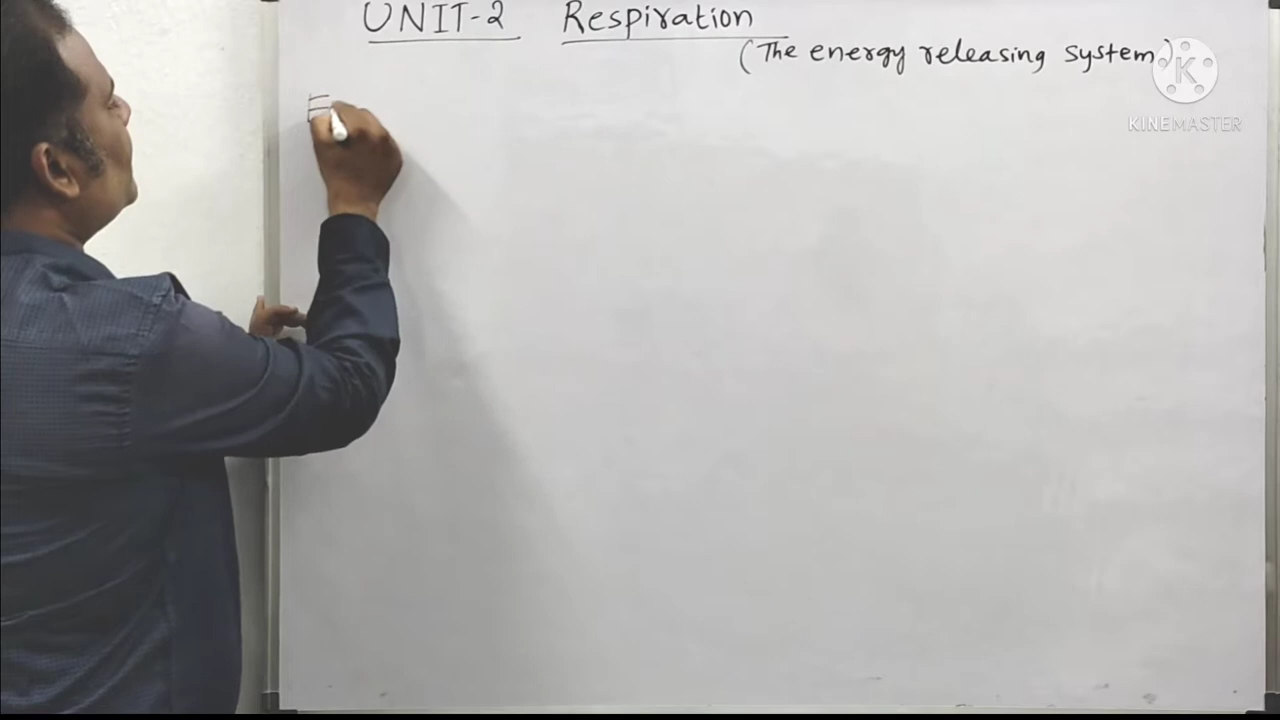 UNIT-2 Respiration
(The energy releasing system)
E
K
KINEMASTER